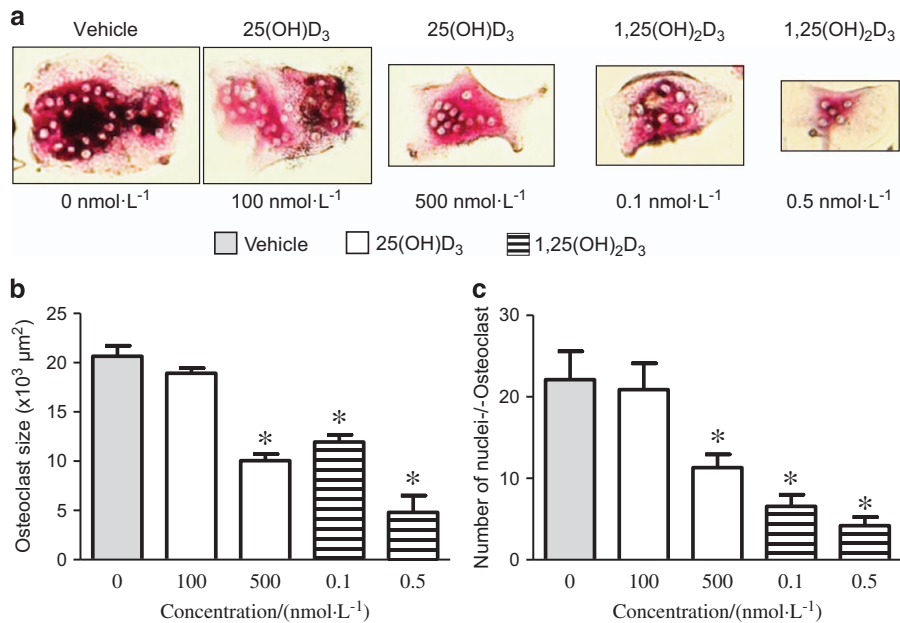 a
Vehicle 25(OH)D₃ 25(OH)D₃ 1,25(OH)₂D₃ 1,25(OH)₂D₃
0 nmol·L⁻¹ 100 nmol·L⁻¹ 500 nmol·L⁻¹ 0.1 nmol·L⁻¹ 0.5 nmol·L⁻¹
Vehicle 25(OH)D₃ 1,25(OH)₂D₃
b
Osteoclast size (x10³ µm²)
25
20
15
10
5
0
* * *
0 100 500 0.1 0.5
Concentration/(nmol·L⁻¹)
c
Number of nuclei-/-Osteoclast
30
20
10
0
* * *
0 100 500 0.1 0.5
Concentration/(nmol·L⁻¹)